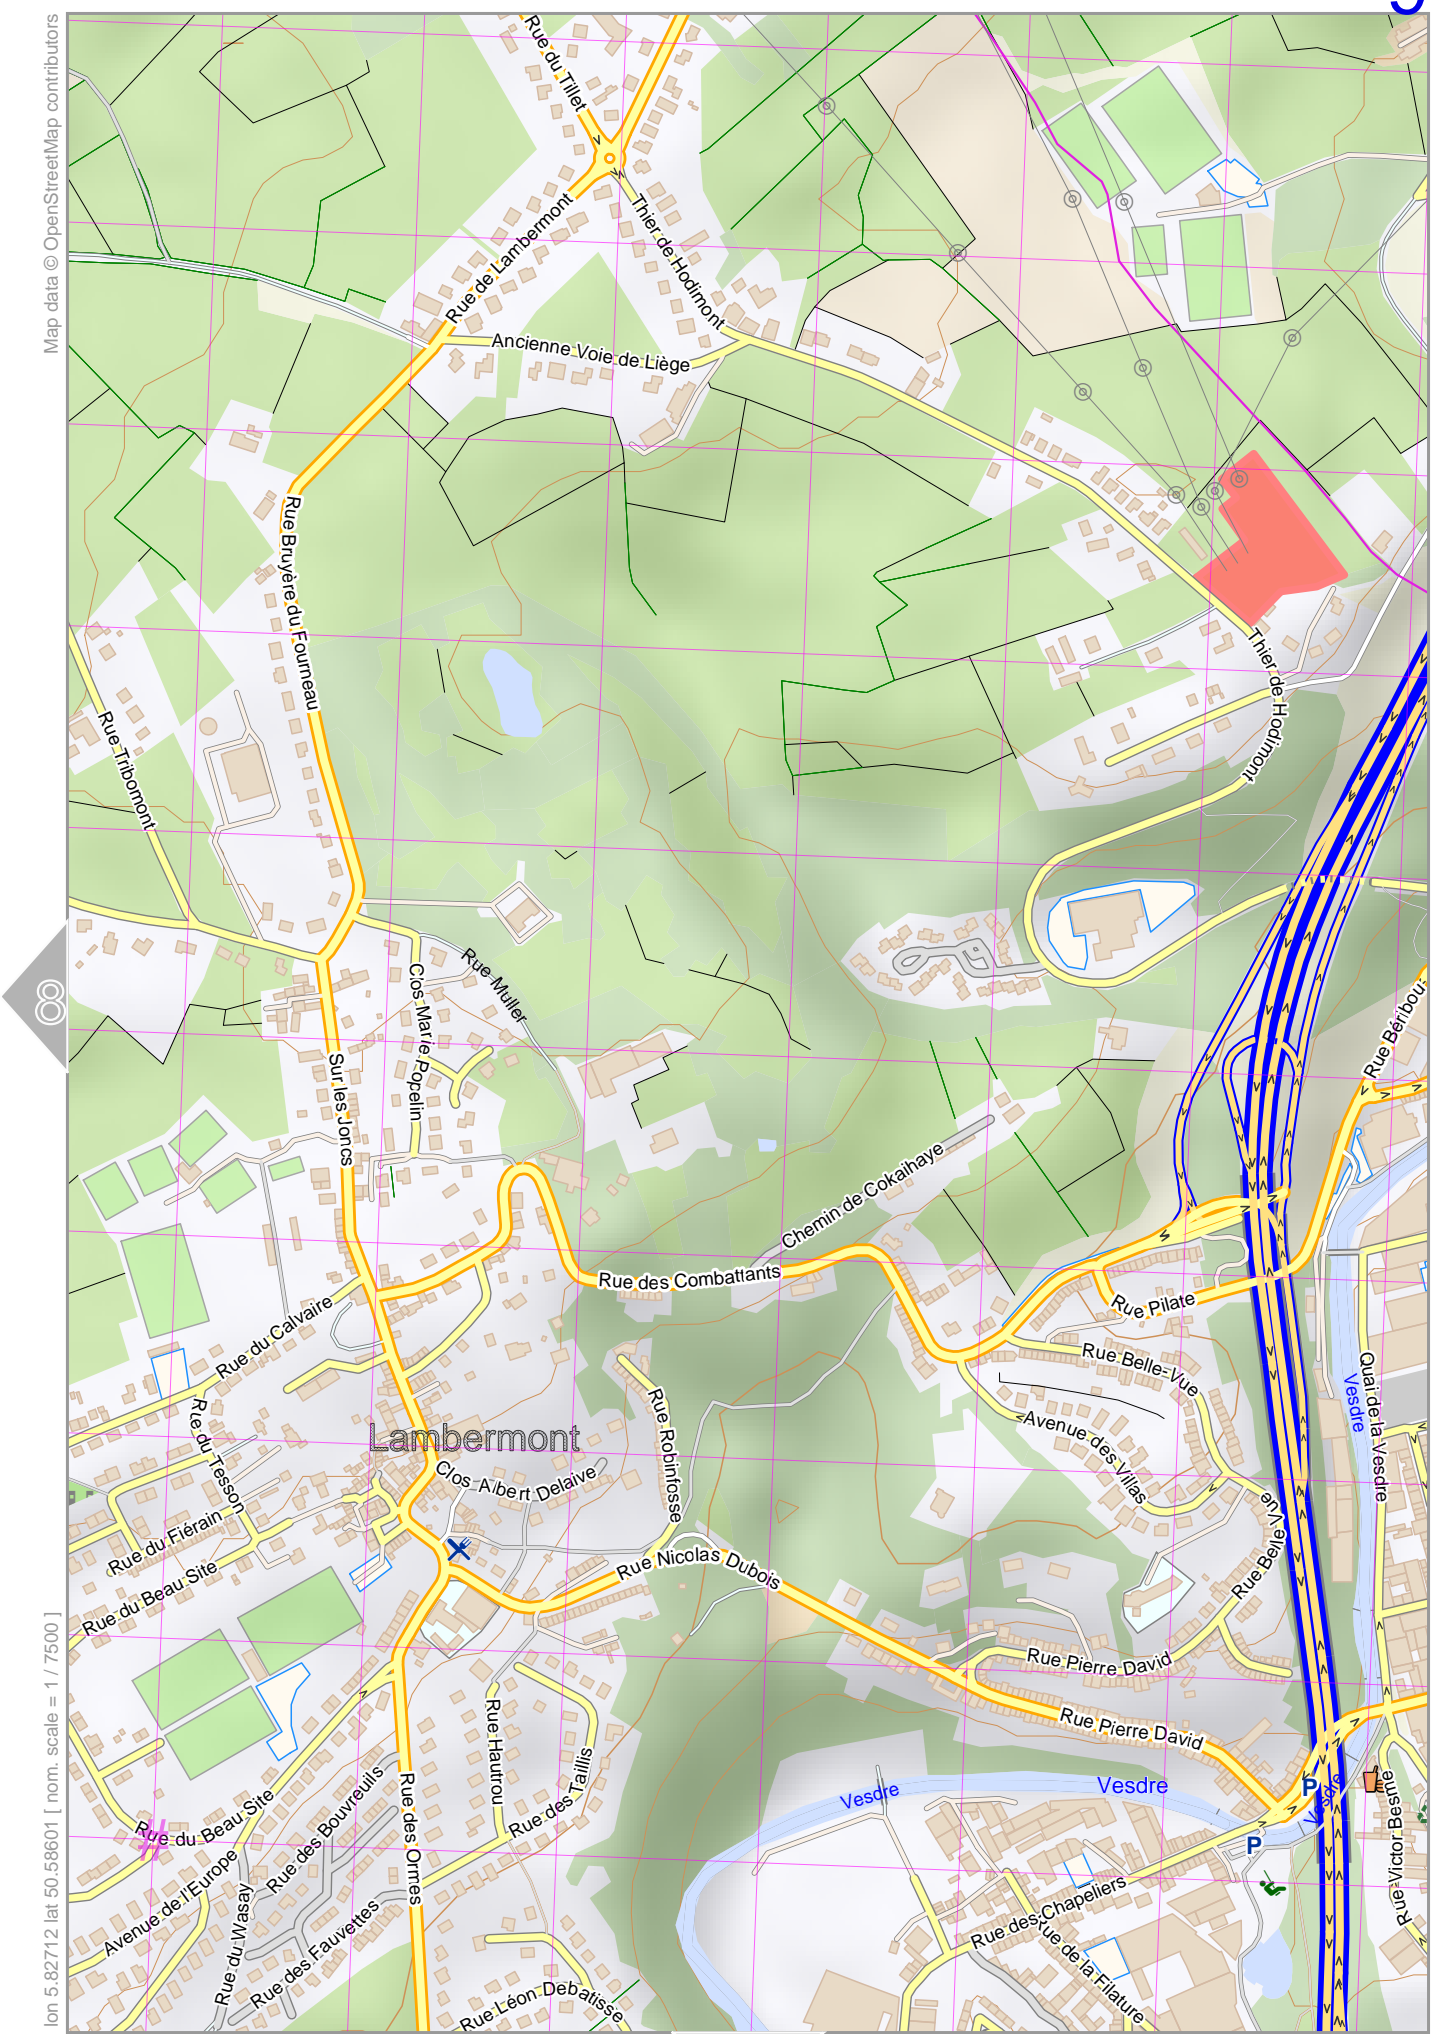 Map data © OpenStreetMap contributors
Rue du Tillet
Rue de Lambermont
Thier de Hodimont
Ancienne Voie de Liège
Rue Bruyère du Fourneau
Thier de Hodimont
Rue Tribomont
8
Rue Muller
Clos Marie Popelin
Sur les Joncs
Rue Béribou
Chemin de Cokaihaye
Rue des Combattants
Rue Pilate
Rue du Calvaire
Rue Belle-Vue
Quai de la Vesdre
Vesdre
Rue du Tesson
Rue Robinfosse
Avenue des Villas
Lambermont
Clos Albert Delaive
Rue du Fiérain
Rue Belle Vue
Rue Nicolas Dubois
Rue du Beau Site
Rue Pierre David
Rue Hautrou
Rue Pierre David
Rue des Taillis
Vesdre
Vesdre
P
Vesdre
P
Rue Victor Besme
Rue du Beau Site
Rue des Bouvreuils
Rue des Ormes
Avenue de l'Europe
Rue du Wasay
Rue des Fauvettes
Rue des Chapeliers
Rue de la Filature
Rue Léon Debatisse
lon 5.82712 lat 50.58601 [ nom. scale = 1 / 7500 ]